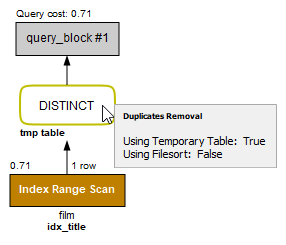 Query cost: 0.71
query_block #1
DISTINCT
tmp table
Duplicates Removal
Using Temporary Table: True
Using Filesort: False
0.71 1 row
Index Range Scan
film
idx_title